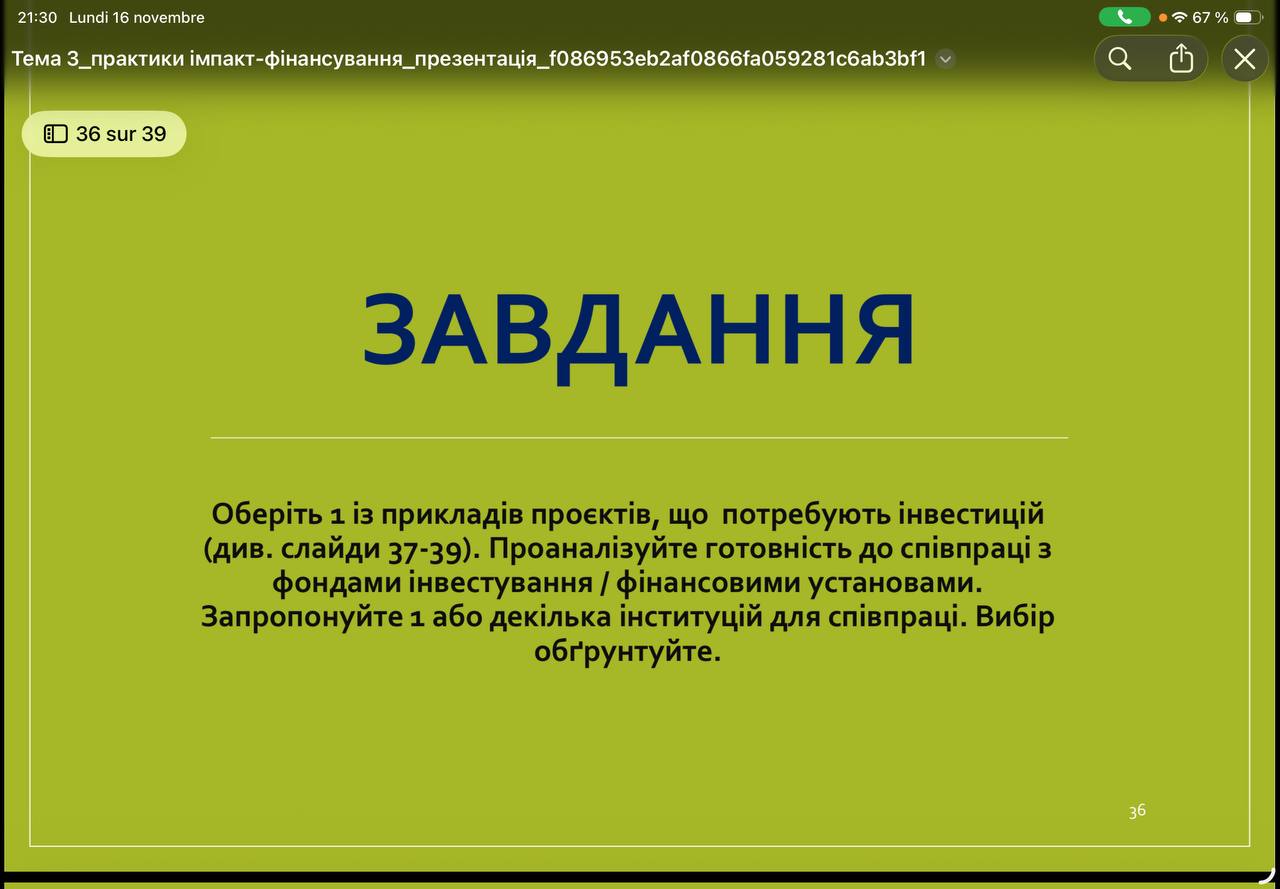 21:30 Lundi 16 novembre
67 %
Тема 3_практики імпакт-фінансування_презентація_f086953eb2af0866fa059281c6ab3bf1
36 sur 39
ЗАВДАННЯ
Оберіть 1 із прикладів проєктів, що потребують інвестицій
(див. слайди 37-39). Проаналізуйте готовність до співпраці з
фондами інвестування / фінансовими установами.
Запропонуйте 1 або декілька інституцій для співпраці. Вибір
обґрунтуйте.
36